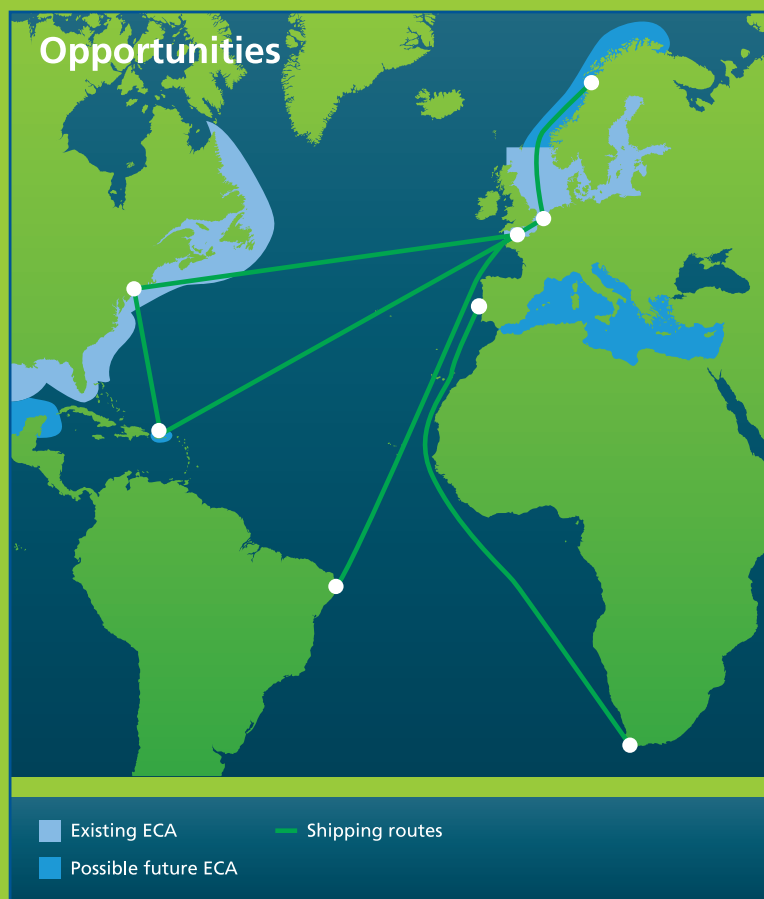 Opportunities
Existing ECA
Shipping routes
Possible future ECA